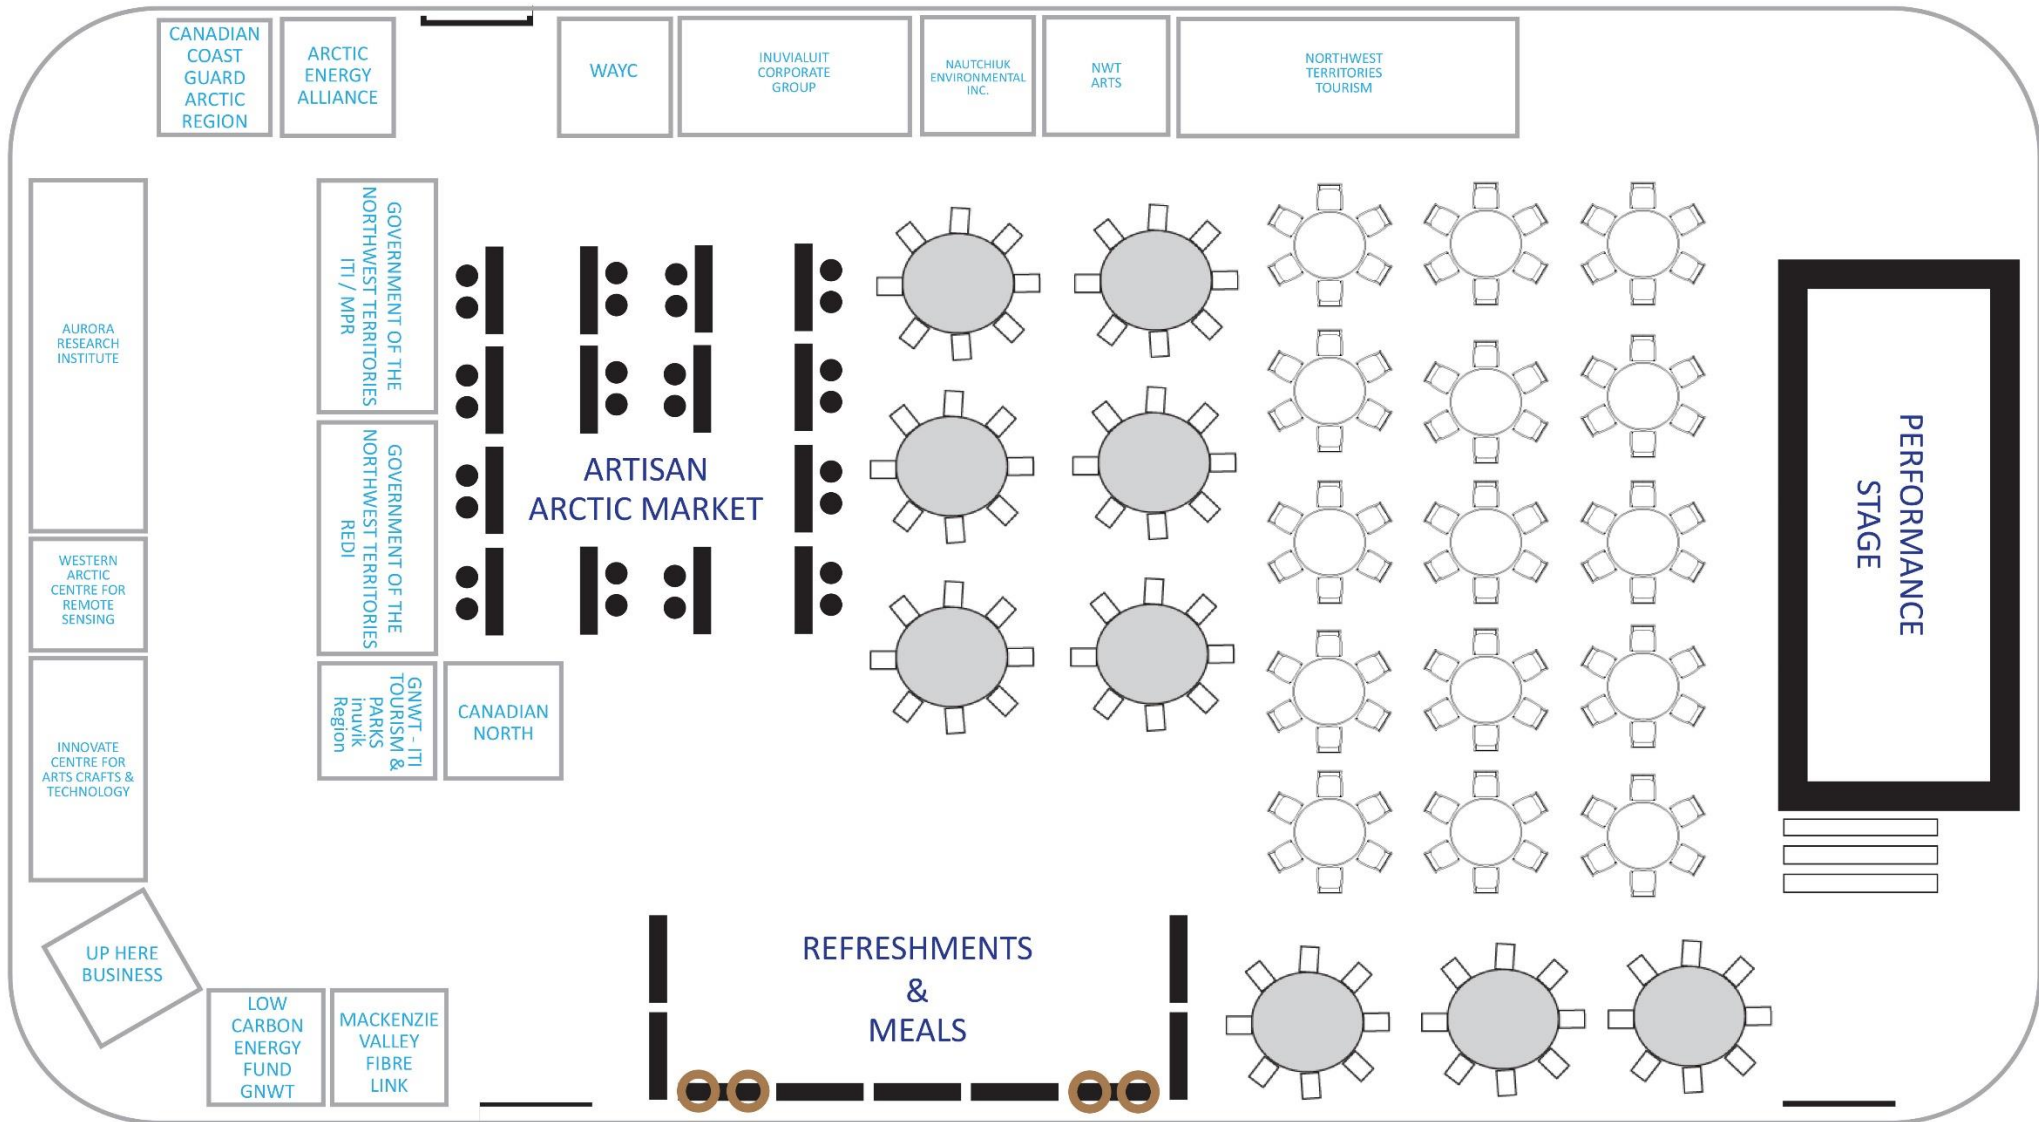 CANADIAN
COAST
GUARD
ARCTIC
REGION
ARCTIC
ENERGY
ALLIANCE
WAYC
INUVIALUIT
CORPORATE
GROUP
NAUTCHIUK
ENVIRONMENTAL
INC.
NWT
ARTS
NORTHWEST
TERRITORIES
TOURISM
AURORA
RESEARCH
INSTITUTE
GOVERNMENT OF THE
NORTHWEST TERRITORIES
ITI / MPR
GOVERNMENT OF THE
NORTHWEST TERRITORIES
REDI
ARTISAN
ARCTIC MARKET
PERFORMANCE
STAGE
WESTERN
ARCTIC
CENTRE FOR
REMOTE
SENSING
GNWT - ITI
TOURISM &
PARKS
inuvik
Region
CANADIAN
NORTH
INNOVATE
CENTRE FOR
ARTS CRAFTS &
TECHNOLOGY
UP HERE
BUSINESS
LOW
CARBON
ENERGY
FUND
GNWT
MACKENZIE
VALLEY
FIBRE
LINK
REFRESHMENTS
&
MEALS